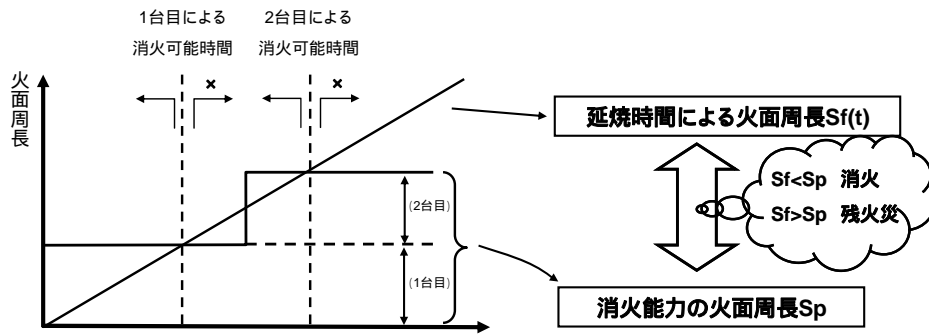 1台目による
消火可能時間
2台目による
消火可能時間
×
×
火面周長
延焼時間による火面周長Sf(t)
Sf<Sp 消火
Sf>Sp 残火災
(2台目)
(1台目)
消火能力の火面周長Sp